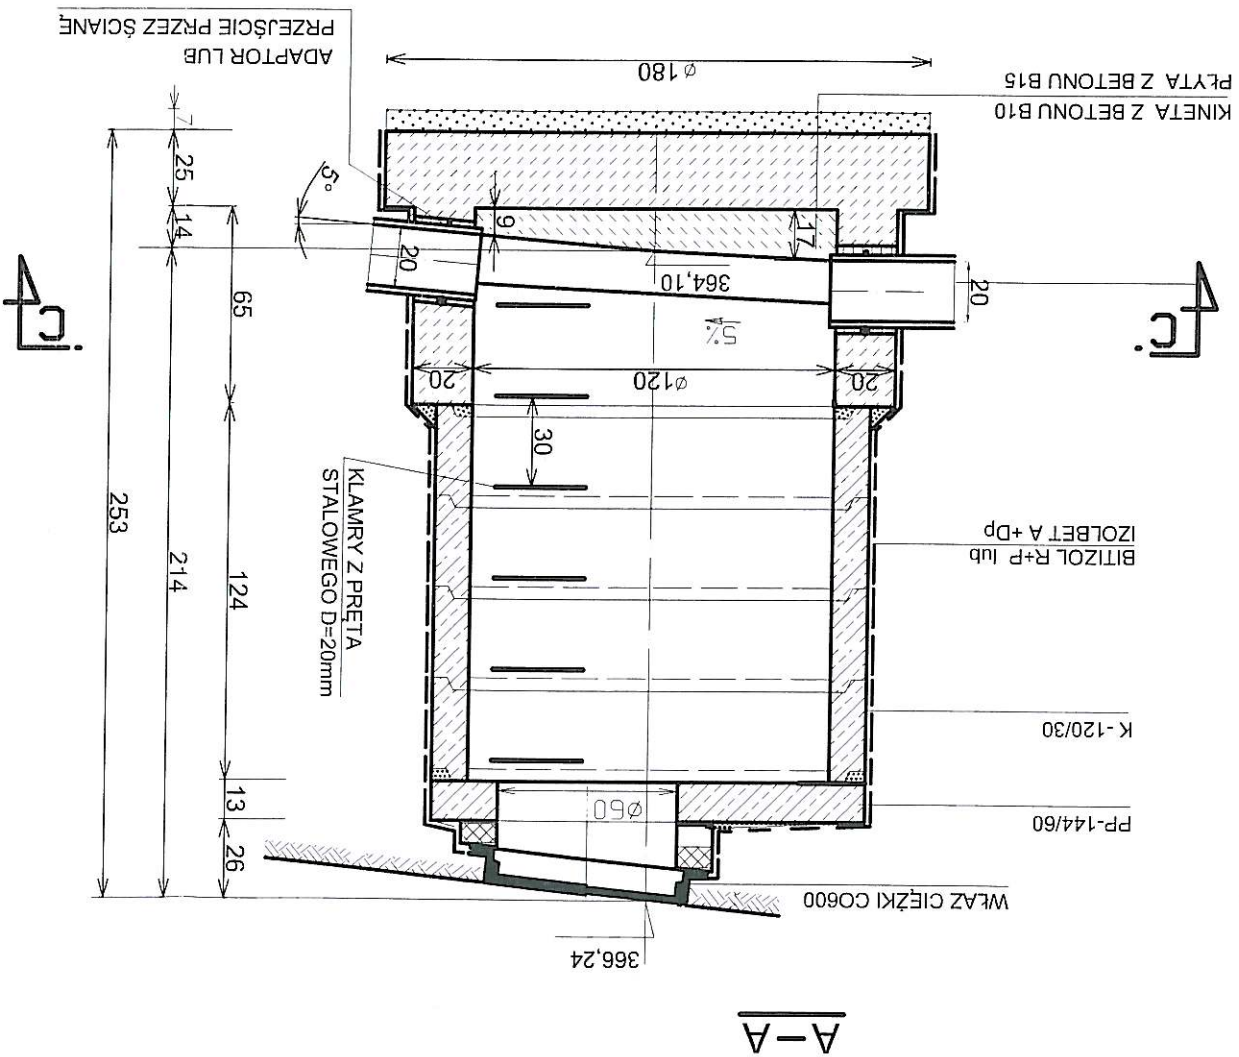 A-A
366,24
WŁAZ CIĘŻKI CO600
PP-144/60
K-120/30
BITIZOL R+P lub
IZOLBET A +Dp
KINETA Z BETONU B10
PŁYTA Z BETONU B15
ADAPTOR LUB
PRZEJŚCIE PRZEZ ŚCIANĘ
KLAMRY Z PRĘTA
STALOWEGO D=20mm
Ø60
30
20
Ø120
20
5%
364,10
20
20
17
9
5°
Ø180
26
13
124
65
14
25
7
214
253
C.
C.